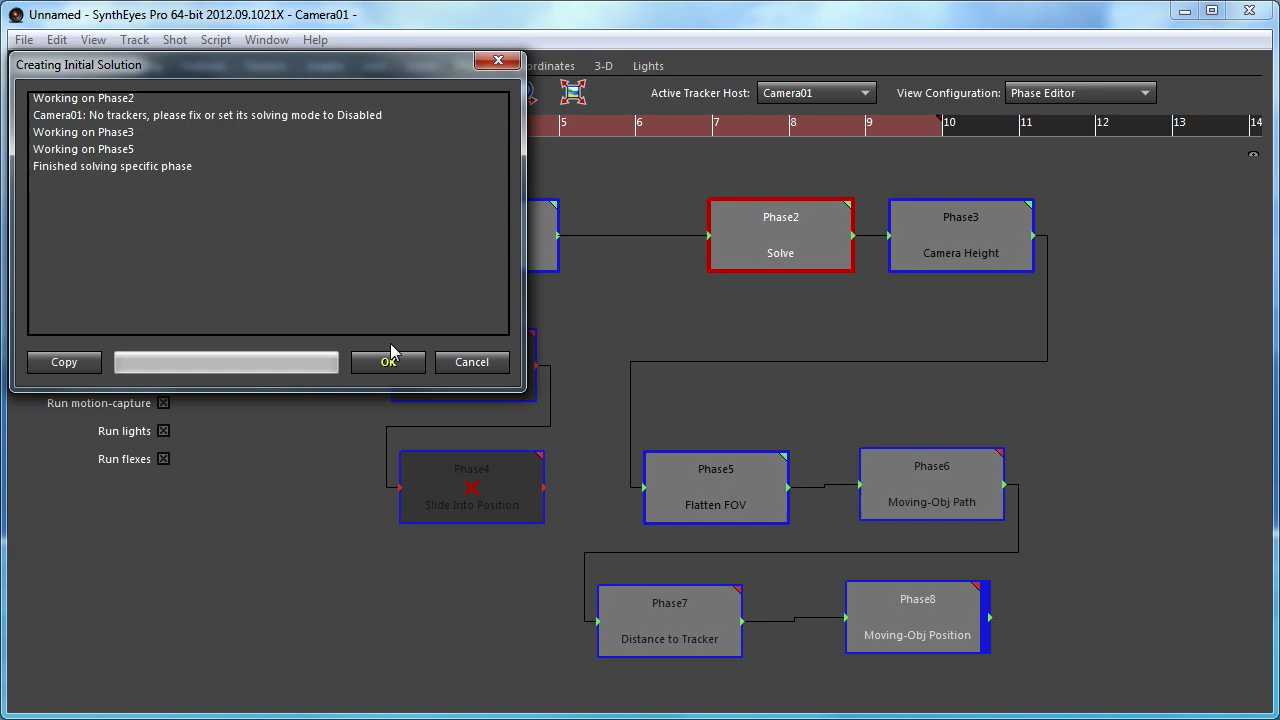 Unnamed - SynthEyes Pro 64-bit 2012.09.1021X - Camera01 -
File Edit View Track Shot Script Window Help
Creating Initial Solution
3-D Lights
Active Tracker Host: Camera01 View Configuration: Phase Editor
5 6 7 8 9 10 11 12 13 14
Working on Phase2
Camera01: No trackers, please fix or set its solving mode to Disabled
Working on Phase3
Working on Phase5
Finished solving specific phase
Copy OK Cancel
Phase2
Solve
Phase3
Camera Height
Run motion-capture
Run lights
Run flexes
Phase4
Slide Into Position
Phase5
Flatten FOV
Phase6
Moving-Obj Path
Phase7
Distance to Tracker
Phase8
Moving-Obj Position